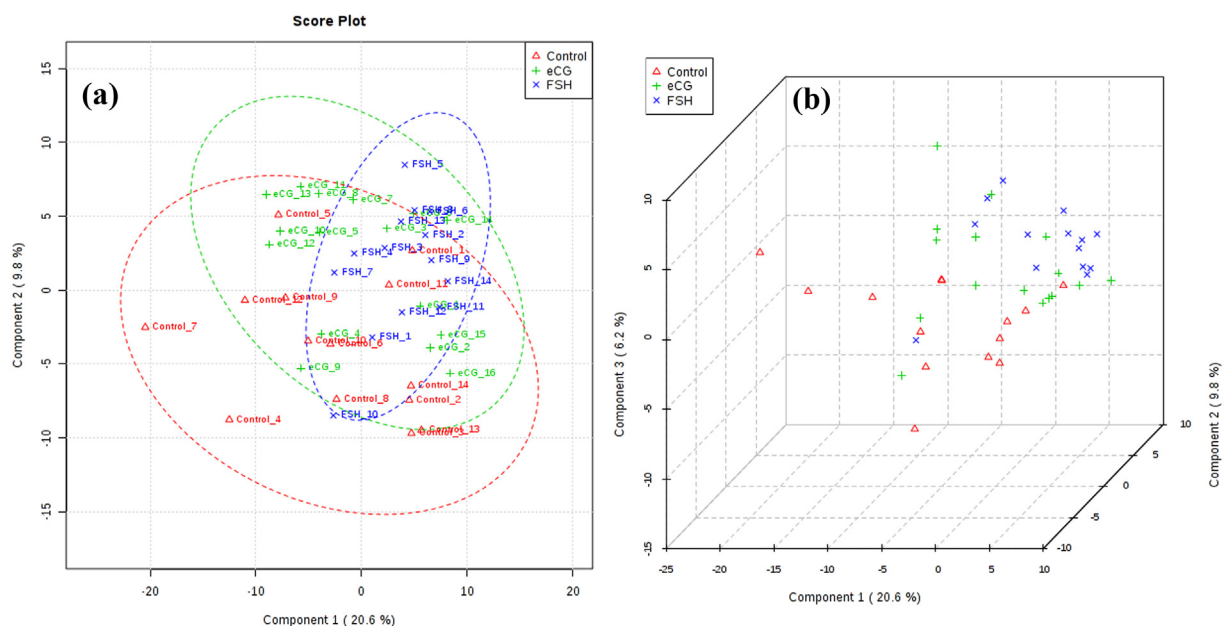 Score Plot
Control
eCG
FSH
(a)
15
10
5
0
-5
-10
-15
Component 2 ( 9.8 %)
FSH_5
eCG_11
eCG_13
eCG_8
eCG_7
Control_5
FSH_6
FSH_13
eCG_14
eCG_3
eCG_10
eCG_5
FSH_2
eCG_12
FSH_3
Control_1
FSH_4
FSH_9
FSH_7
FSH_14
Control_11
Control_9
FSH_11
FSH_12
Control_7
eCG_4
eCG_15
FSH_1
Control_10
Control_6
eCG_2
eCG_9
eCG_16
Control_14
Control_8
Control_2
FSH_10
Control_4
Control_13
Control_3
-20
-10
0
10
20
Component 1 ( 20.6 %)
Control
eCG
FSH
(b)
10
5
0
-5
-10
-15
Component 3 ( 6.2 %)
-25
-20
-15
-10
-5
0
5
10
Component 1 ( 20.6 %)
10
5
0
-5
-10
Component 2 ( 9.8 %)